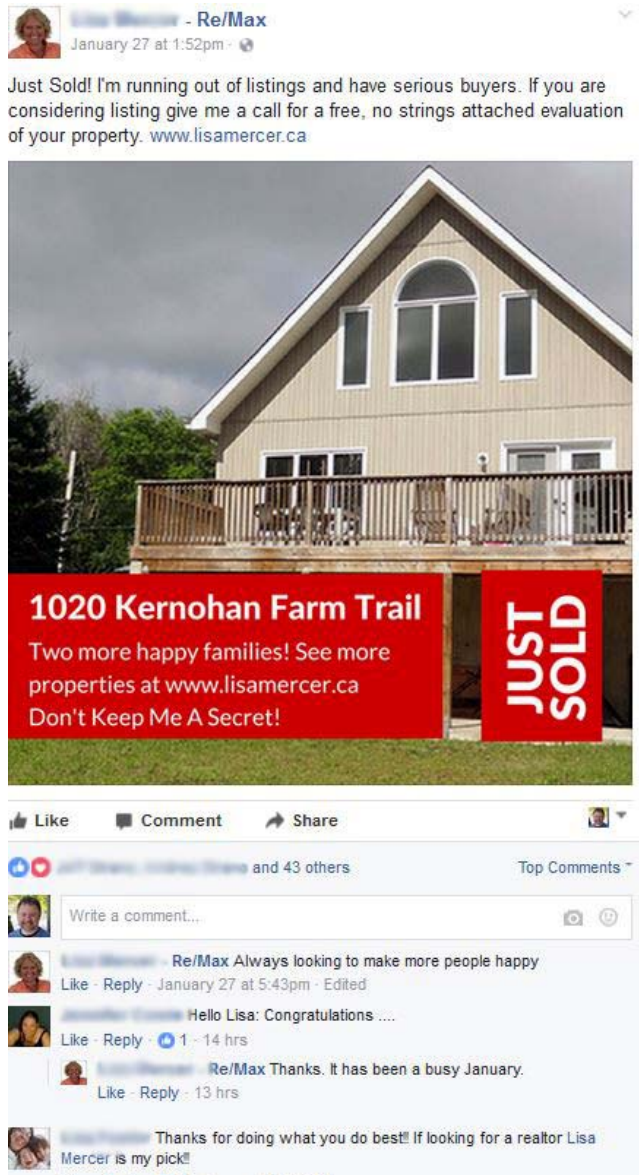 - Re/Max
January 27 at 1:52pm ·
Just Sold! I'm running out of listings and have serious buyers. If you are
considering listing give me a call for a free, no strings attached evaluation
of your property. www.lisamercer.ca
1020 Kernohan Farm Trail
Two more happy families! See more
properties at www.lisamercer.ca
Don't Keep Me A Secret!
JUST
SOLD
Like Comment Share
and 43 others Top Comments
Write a comment...
- Re/Max Always looking to make more people happy
Like · Reply · January 27 at 5:43pm · Edited
Hello Lisa: Congratulations ....
Like · Reply · 1 · 14 hrs
- Re/Max Thanks. It has been a busy January.
Like · Reply · 13 hrs
Thanks for doing what you do best!! If looking for a realtor Lisa
Mercer is my pick!!